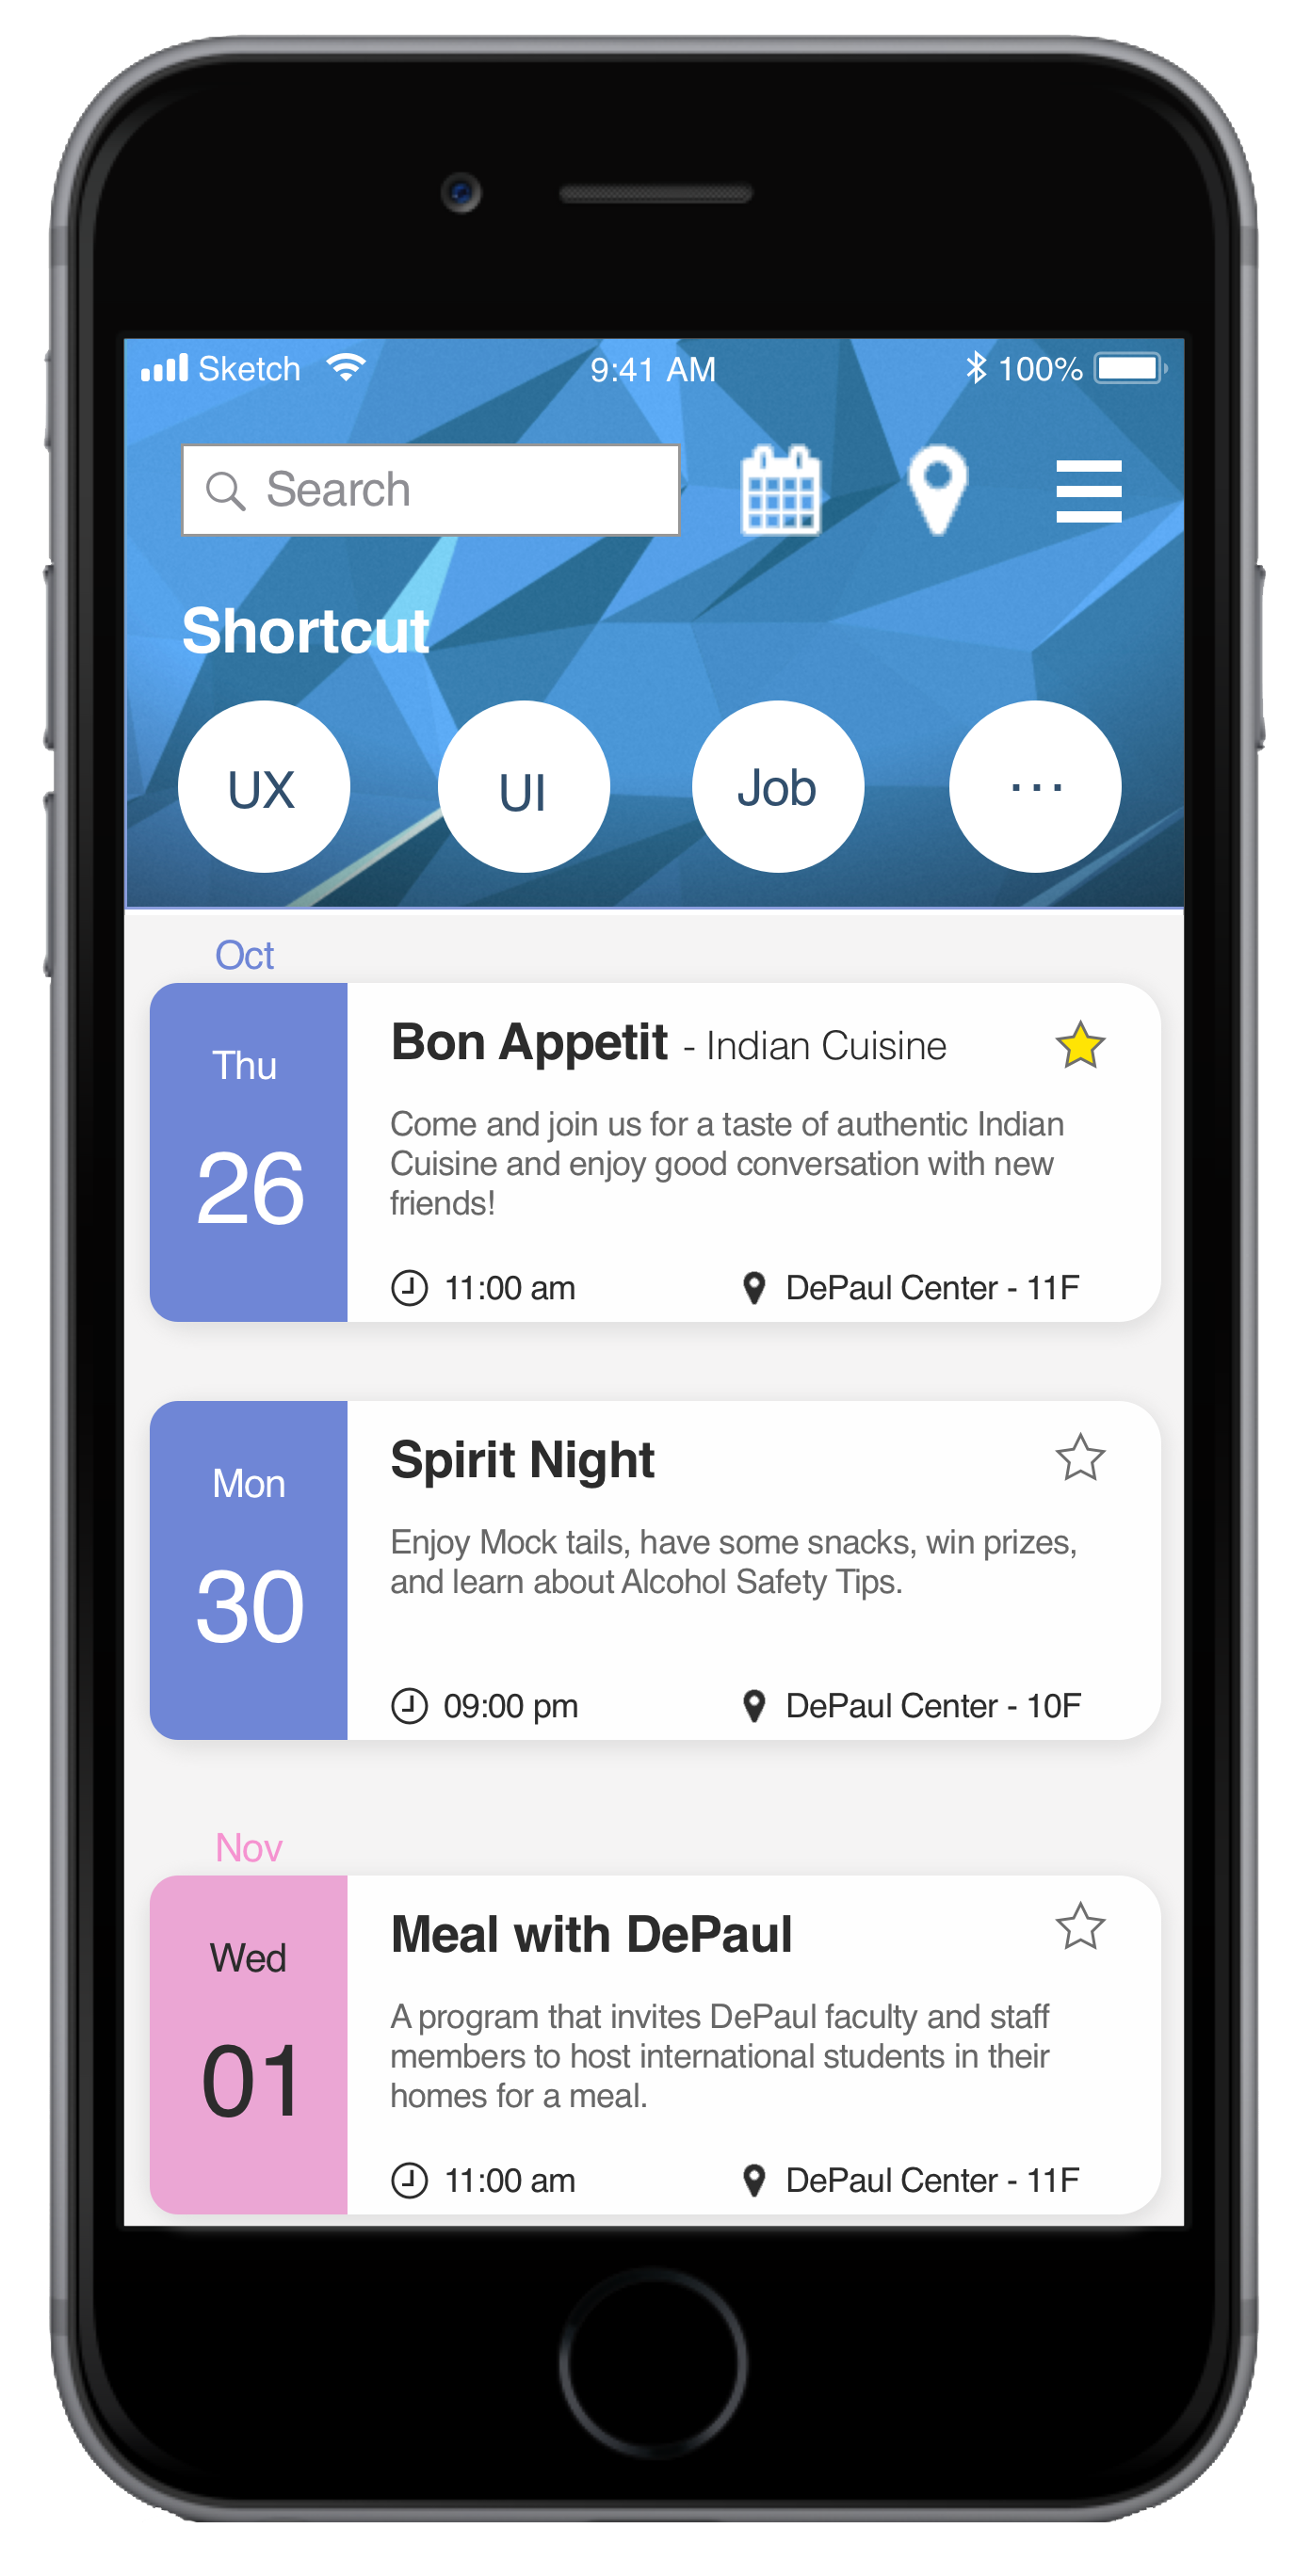 Sketch 9:41 AM 100%
Search
Shortcut
UX UI Job ...
Oct
Thu
26
Bon Appetit - Indian Cuisine
Come and join us for a taste of authentic Indian
Cuisine and enjoy good conversation with new
friends!
11:00 am DePaul Center - 11F
Mon
30
Spirit Night
Enjoy Mock tails, have some snacks, win prizes,
and learn about Alcohol Safety Tips.
09:00 pm DePaul Center - 10F
Nov
Wed
01
Meal with DePaul
A program that invites DePaul faculty and staff
members to host international students in their
homes for a meal.
11:00 am DePaul Center - 11F